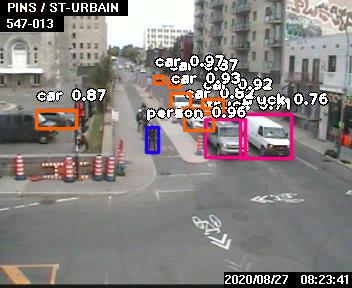 PINS / ST-URBAIN
547-013
car 0.97
car 0.93
car 0.87
truck 0.76
person 0.96
2020/08/27 08:23:41